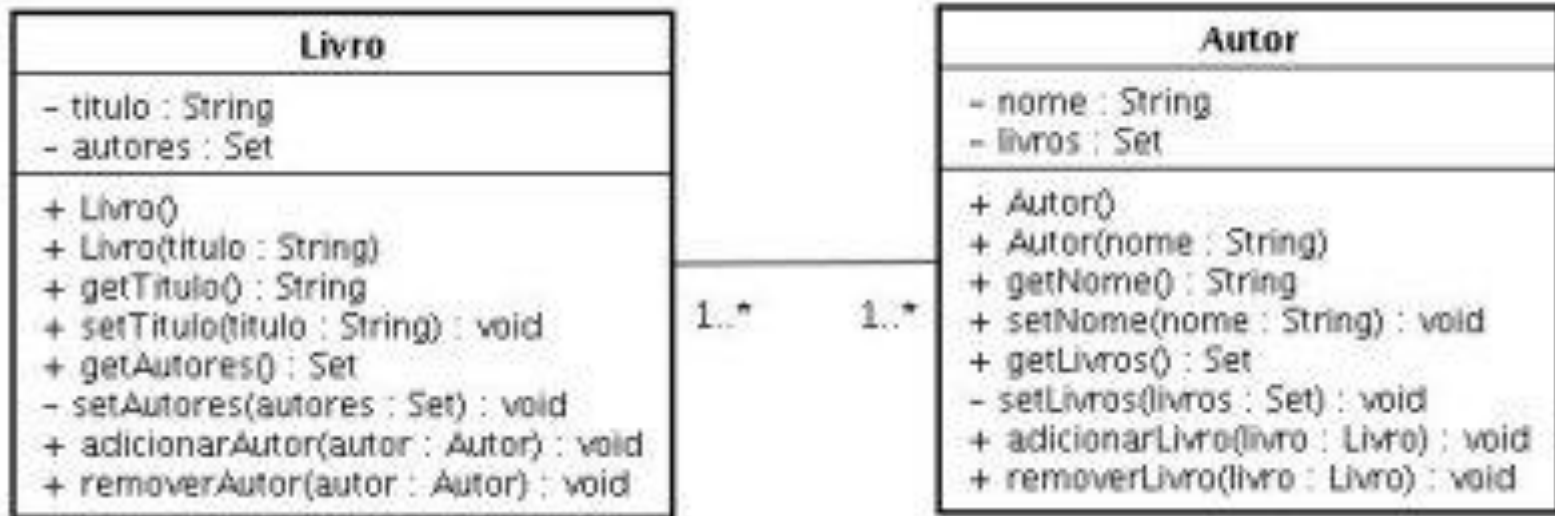 Livro
- titulo : String
- autores : Set
+ Livro()
+ Livro(titulo : String)
+ getTitulo() : String
+ setTitulo(titulo : String) : void
+ getAutores() : Set
- setAutores(autores : Set) : void
+ adicionarAutor(autor : Autor) : void
+ removerAutor(autor : Autor) : void
1..*
1..*
Autor
- nome : String
- livros : Set
+ Autor()
+ Autor(nome : String)
+ getNome() : String
+ setNome(nome : String) : void
+ getLivros() : Set
- setLivros(livros : Set) : void
+ adicionarLivro(livro : Livro) : void
+ removerLivro(livro : Livro) : void